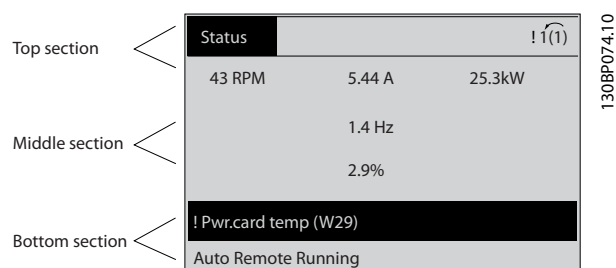 Top section
Status
! 1(1)
43 RPM 5.44 A 25.3kW
Middle section
1.4 Hz
2.9%
! Pwr.card temp (W29)
Bottom section
Auto Remote Running
130BP074.10